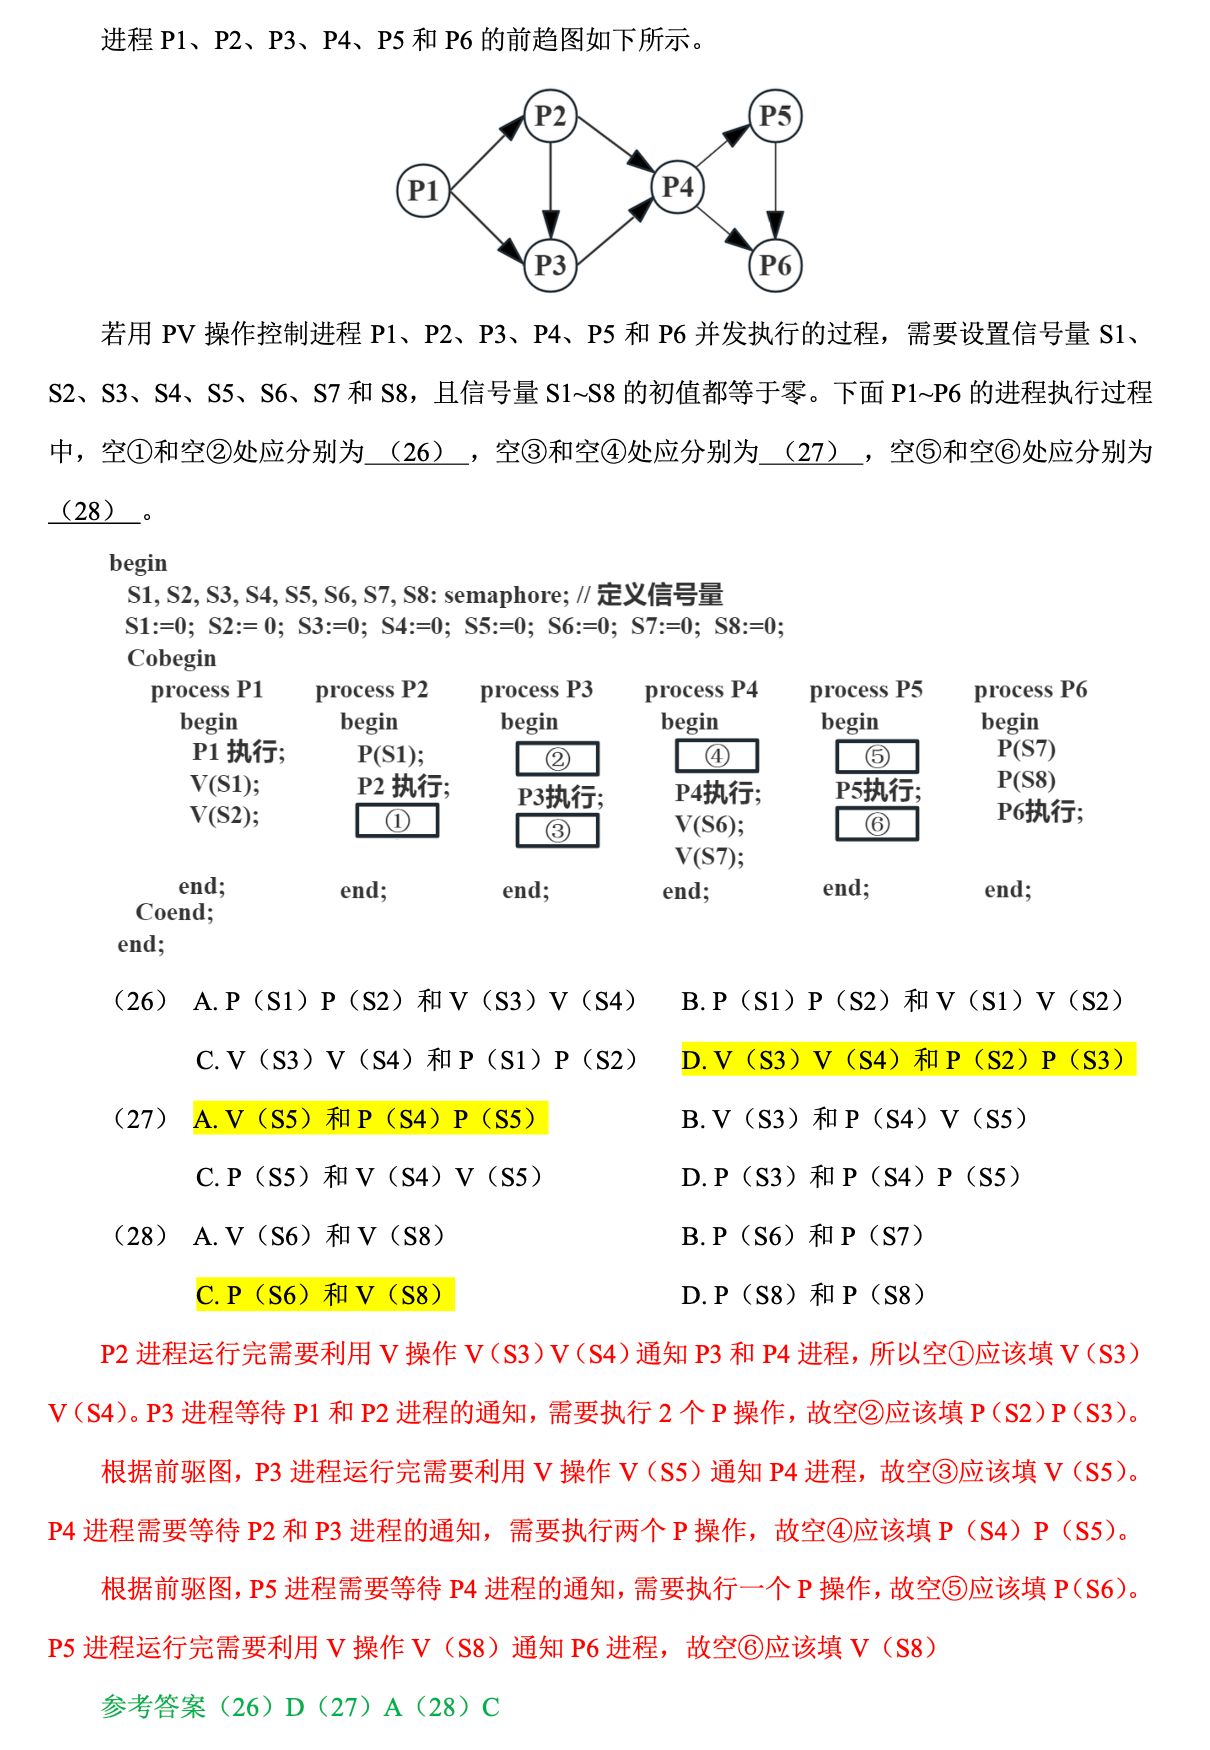 进程 P1、P2、P3、P4、P5 和 P6 的前趋图如下所示。
P2
P5
P1
P4
P3
P6
若用 PV 操作控制进程 P1、P2、P3、P4、P5 和 P6 并发执行的过程，需要设置信号量 S1、
S2、S3、S4、S5、S6、S7 和 S8，且信号量 S1~S8 的初值都等于零。下面 P1~P6 的进程执行过程
中，空①和空②处应分别为 （26） ，空③和空④处应分别为 （27） ，空⑤和空⑥处应分别为
（28） 。
begin
S1, S2, S3, S4, S5, S6, S7, S8: semaphore; // 定义信号量
S1:=0; S2:= 0; S3:=0; S4:=0; S5:=0; S6:=0; S7:=0; S8:=0;
Cobegin
process P1 process P2 process P3 process P4 process P5 process P6
begin begin begin begin begin begin
P1 执行; P(S1); ② ④ ⑤ P(S7)
V(S1); P2 执行; P3执行; P4执行; P5执行; P(S8)
V(S2); ① ③ V(S6); ⑥ P6执行;
V(S7);
end; end; end; end; end; end;
Coend;
end;
（26） A. P（S1）P（S2）和 V（S3）V（S4） B. P（S1）P（S2）和 V（S1）V（S2）
C. V（S3）V（S4）和 P（S1）P（S2） D. V（S3）V（S4）和 P（S2）P（S3）
（27） A. V（S5）和 P（S4）P（S5） B. V（S3）和 P（S4）V（S5）
C. P（S5）和 V（S4）V（S5） D. P（S3）和 P（S4）P（S5）
（28） A. V（S6）和 V（S8） B. P（S6）和 P（S7）
C. P（S6）和 V（S8） D. P（S8）和 P（S8）
P2 进程运行完需要利用 V 操作 V（S3）V（S4）通知 P3 和 P4 进程，所以空①应该填 V（S3）
V（S4）。P3 进程等待 P1 和 P2 进程的通知，需要执行 2 个 P 操作，故空②应该填 P（S2）P（S3）。
根据前驱图，P3 进程运行完需要利用 V 操作 V（S5）通知 P4 进程，故空③应该填 V（S5）。
P4 进程需要等待 P2 和 P3 进程的通知，需要执行两个 P 操作，故空④应该填 P（S4）P（S5）。
根据前驱图，P5 进程需要等待 P4 进程的通知，需要执行一个 P 操作，故空⑤应该填 P（S6）。
P5 进程运行完需要利用 V 操作 V（S8）通知 P6 进程，故空⑥应该填 V（S8）
参考答案（26）D（27）A（28）C